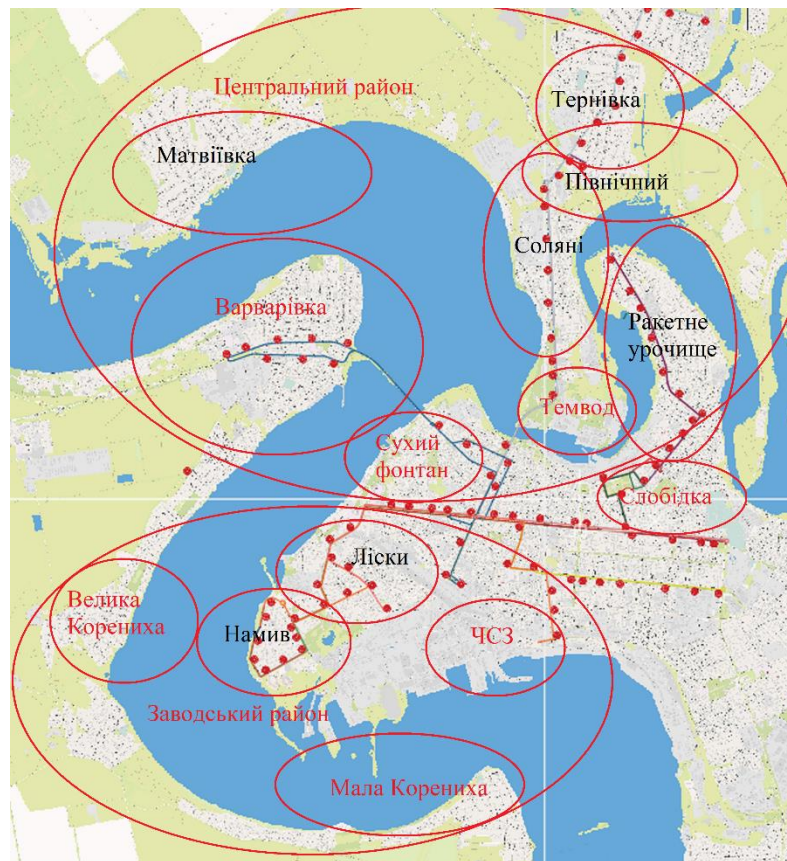 Центральний район
Тернівка
Матвіївка
Північний
Соляні
Варварівка
Ракетне
урочище
Темвод
Сухий
фонтан
Слобідка
Ліски
Велика
Корениха
Намив
ЧСЗ
Заводський район
Мала Корениха